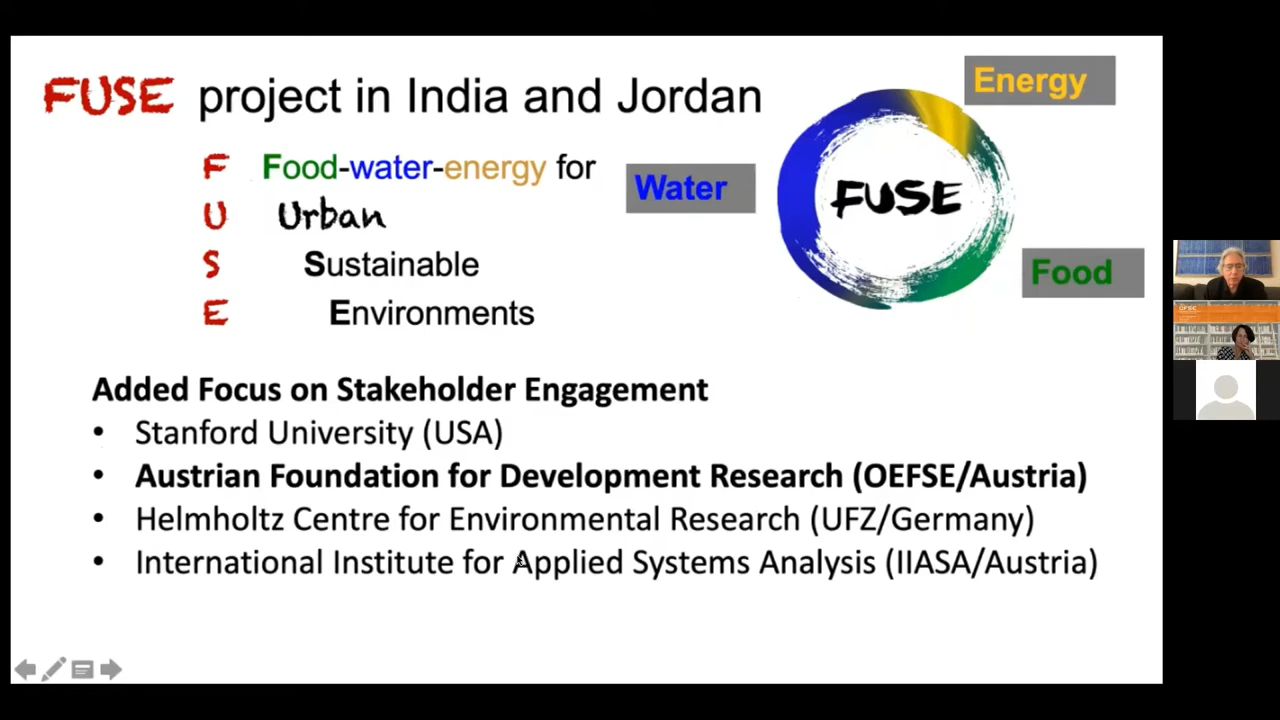 FUSE project in India and Jordan
Energy
F Food-water-energy for
Water
U Urban
FUSE
S Sustainable
Food
E Environments
Added Focus on Stakeholder Engagement
• Stanford University (USA)
• Austrian Foundation for Development Research (OEFSE/Austria)
• Helmholtz Centre for Environmental Research (UFZ/Germany)
• International Institute for Applied Systems Analysis (IIASA/Austria)